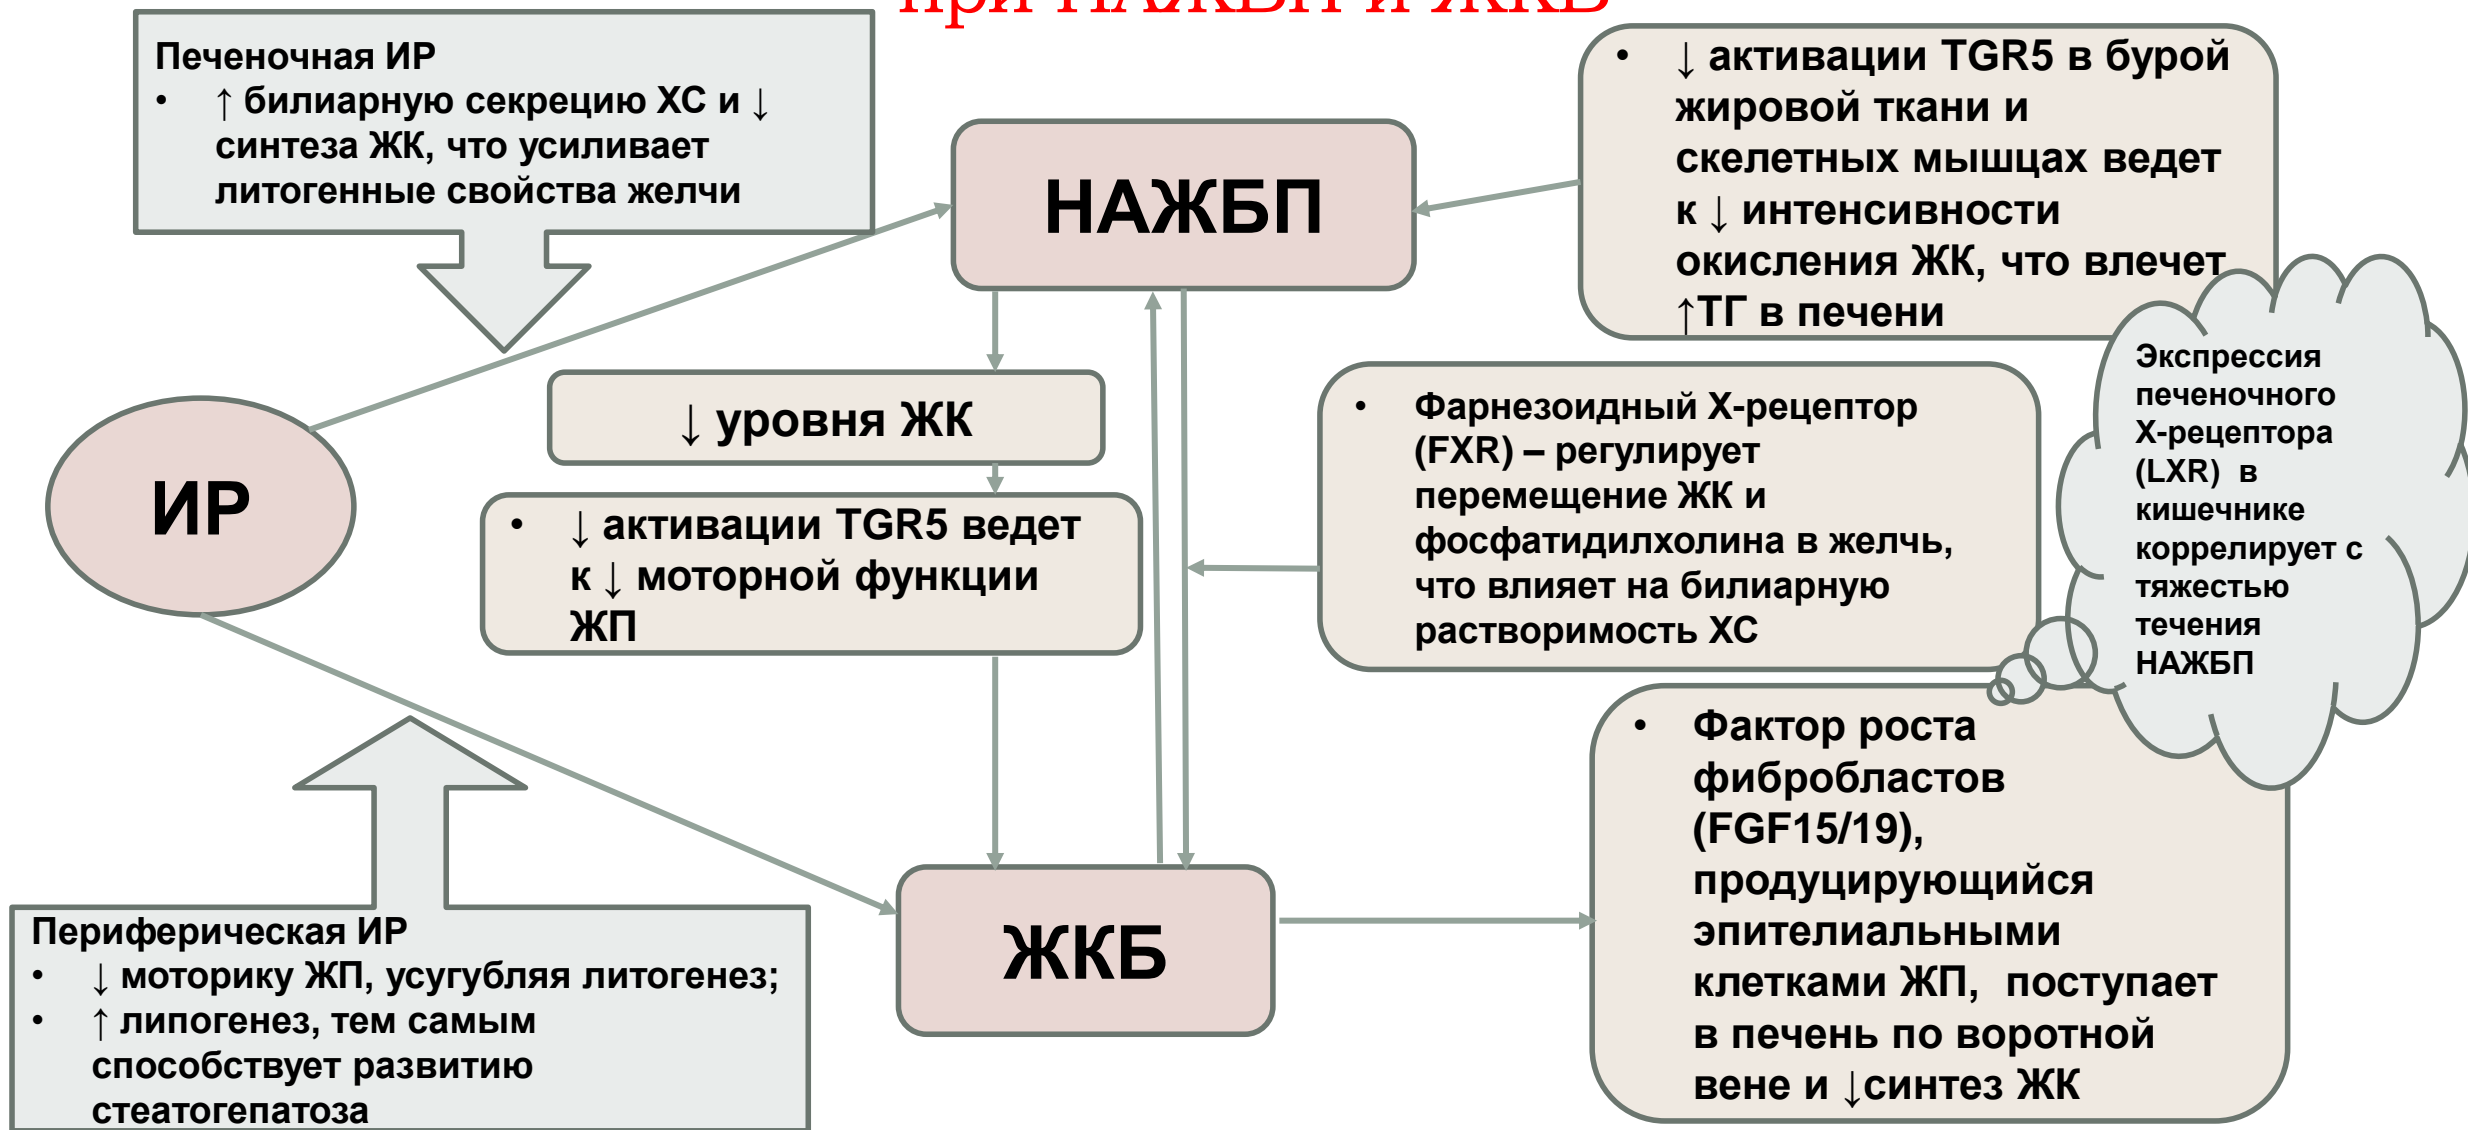 при НАЖБП и ЖКБ
Печеночная ИР
• ↑ билиарную секрецию ХС и ↓
синтеза ЖК, что усиливает
литогенные свойства желчи
НАЖБП
• ↓ активации TGR5 в бурой
жировой ткани и
скелетных мышцах ведет
к ↓ интенсивности
окисления ЖК, что влечет
↑ТГ в печени
Экспрессия
печеночного
Х-рецептора
(LXR) в
кишечнике
коррелирует с
тяжестью
течения
НАЖБП
↓ уровня ЖК
• Фарнезоидный Х-рецептор
(FXR) – регулирует
перемещение ЖК и
фосфатидилхолина в желчь,
что влияет на билиарную
растворимость ХС
ИР
• ↓ активации TGR5 ведет
к ↓ моторной функции
ЖП
• Фактор роста
фибробластов
(FGF15/19),
продуцирующийся
эпителиальными
клетками ЖП, поступает
в печень по воротной
вене и ↓синтез ЖК
ЖКБ
Периферическая ИР
• ↓ моторику ЖП, усугубляя литогенез;
• ↑ липогенез, тем самым
способствует развитию
стеатогепатоза